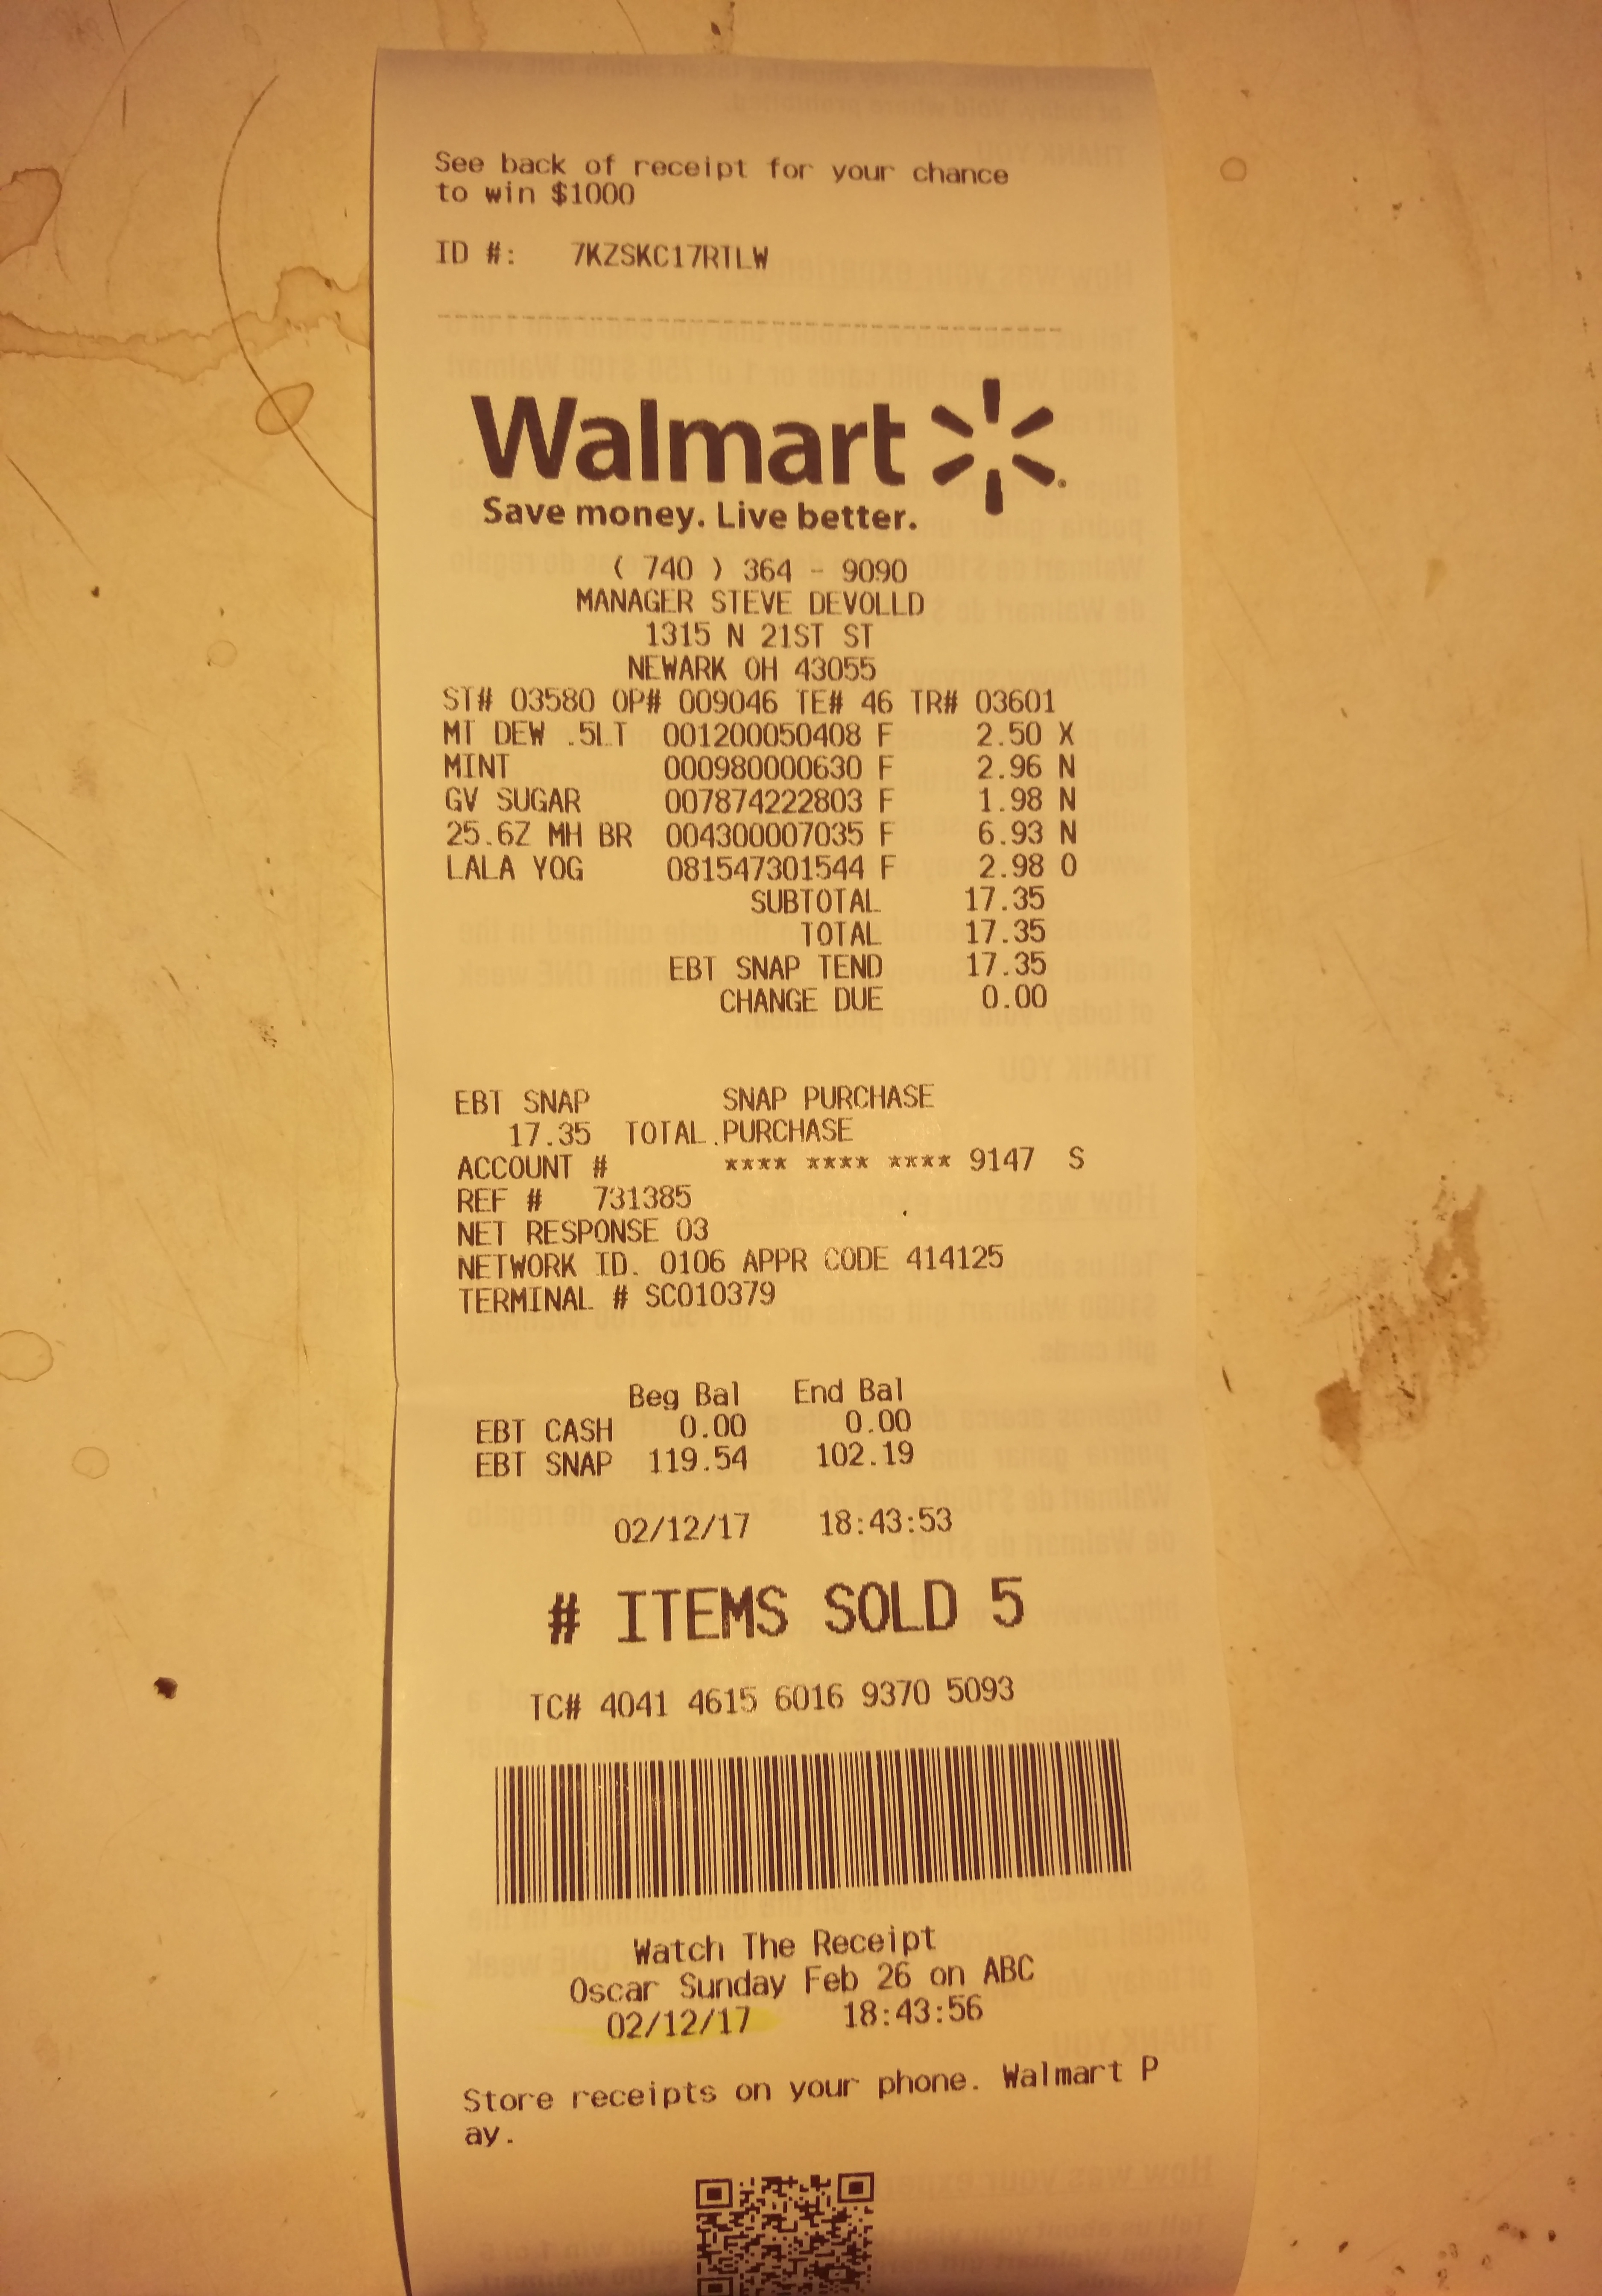 See back of receipt for your chance
to win $1000
ID #: 7KZSKC17RTLW
Walmart
Save money. Live better.
( 740 ) 364 - 9090
MANAGER STEVE DEVOLLD
1315 N 21ST ST
NEWARK OH 43055
ST# 03580 OP# 009046 TE# 46 TR# 03601
MT DEW .5LT 001200050408 F 2.50 X
MINT 000980000630 F 2.96 N
GV SUGAR 007874222803 F 1.98 N
25.6Z MH BR 004300007035 F 6.93 N
LALA YOG 081547301544 F 2.98 O
SUBTOTAL 17.35
TOTAL 17.35
EBT SNAP TEND 17.35
CHANGE DUE 0.00
EBT SNAP SNAP PURCHASE
17.35 TOTAL PURCHASE
ACCOUNT # **** **** **** 9147 S
REF # 731385
NET RESPONSE 03
NETWORK ID. 0106 APPR CODE 414125
TERMINAL # SC010379
Beg Bal End Bal
EBT CASH 0.00 0.00
EBT SNAP 119.54 102.19
02/12/17 18:43:53
# ITEMS SOLD 5
TC# 4041 4615 6016 9370 5093
Watch The Receipt
Oscar Sunday Feb 26 on ABC
02/12/17 18:43:56
Store receipts on your phone. Walmart P
ay.